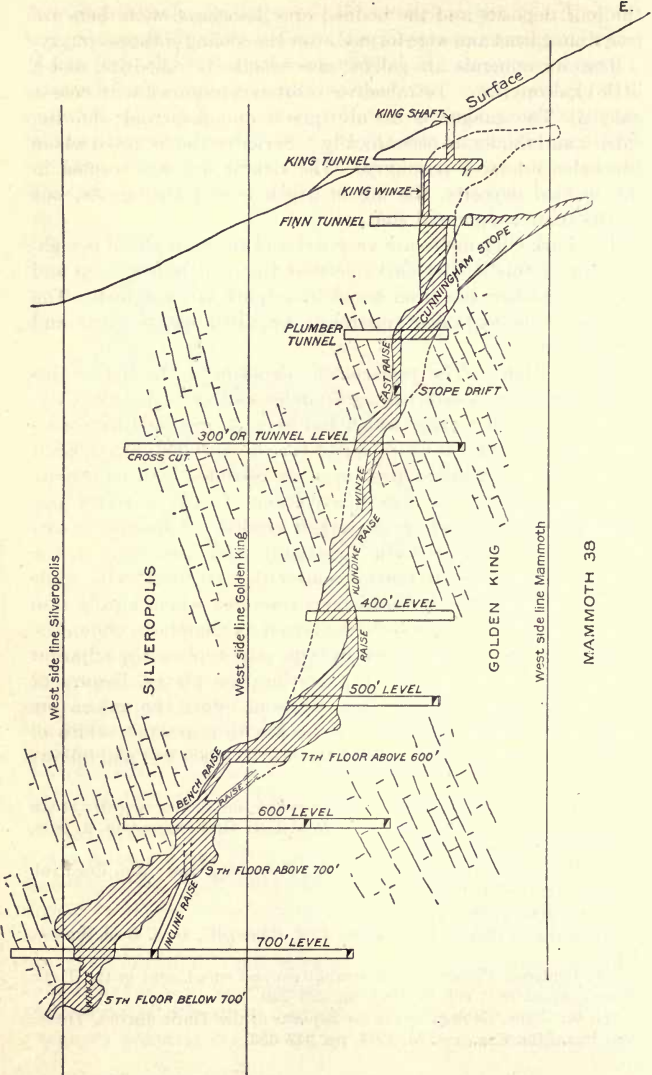 E.
Surface
KING SHAFT
KING TUNNEL
KING WINZE
FINN TUNNEL
CUNNINGHAM STOPE
PLUMBER
TUNNEL
EAST RAISE
STOPE DRIFT
300' OR TUNNEL LEVEL
CROSS CUT
WINZE
KLONDIKE RAISE
West side line Silveropolis
SILVEROPOLIS
West side line Golden King
GOLDEN KING
West side line Mammoth
MAMMOTH 38
400' LEVEL
RAISE
500' LEVEL
7TH FLOOR ABOVE 600'
BENCH RAISE
RAISE
600' LEVEL
9TH FLOOR ABOVE 700'
INCLINE RAISE
700' LEVEL
WINZE
5TH FLOOR BELOW 700'